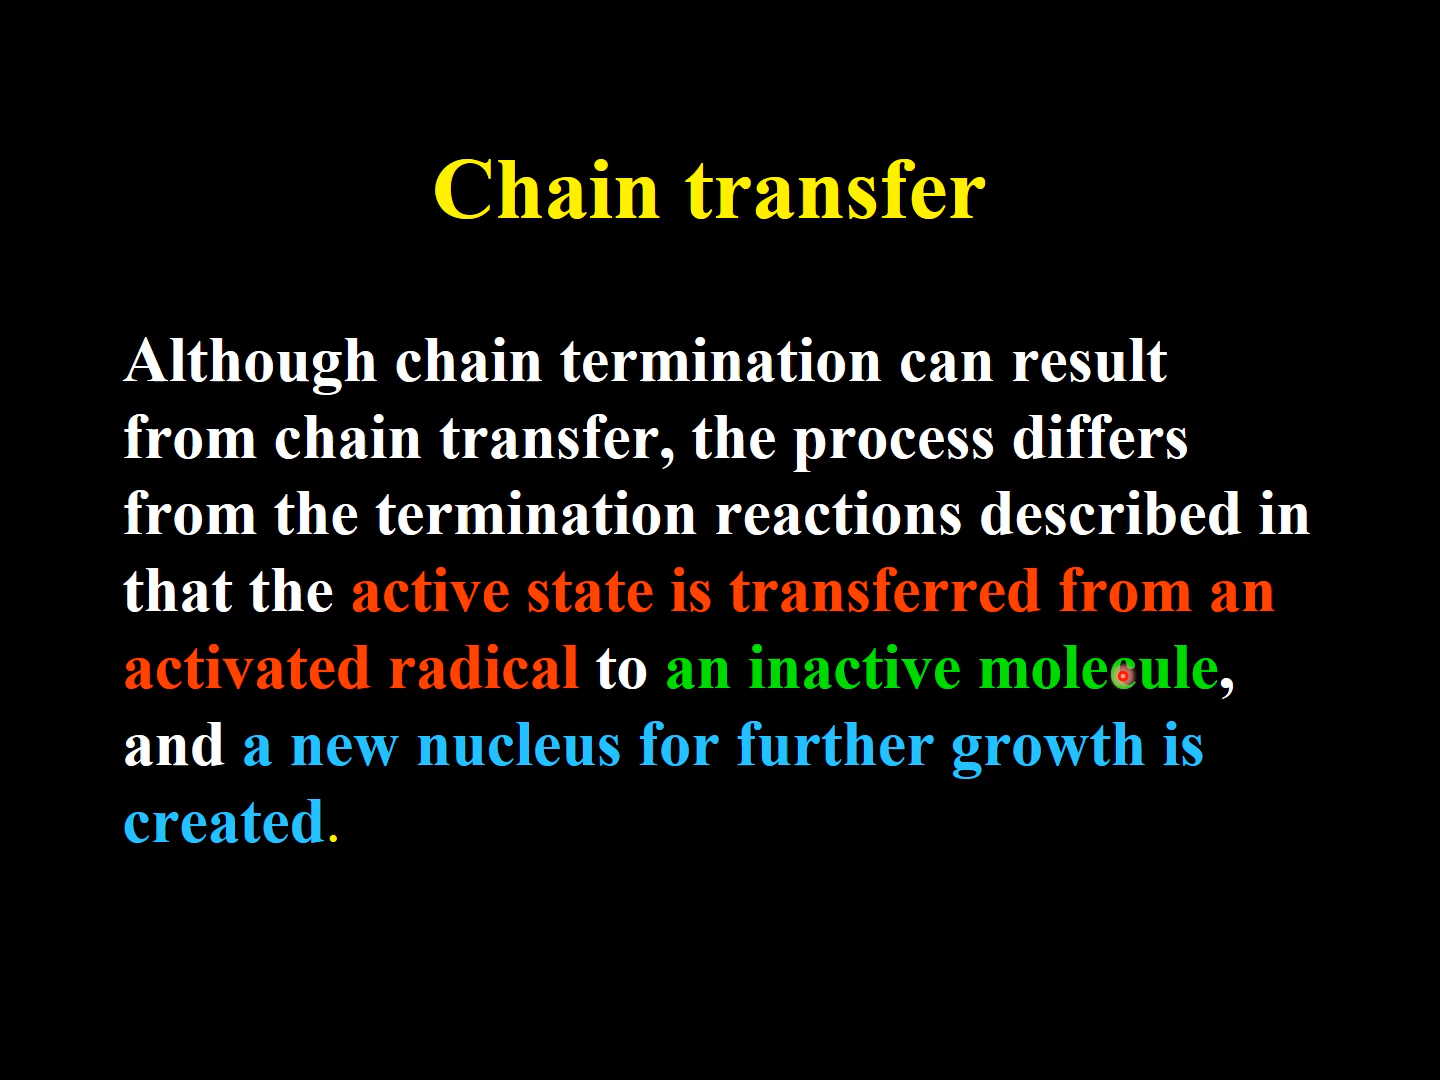 Chain transfer
Although chain termination can result
from chain transfer, the process differs
from the termination reactions described in
that the active state is transferred from an
activated radical to an inactive molecule,
and a new nucleus for further growth is
created.